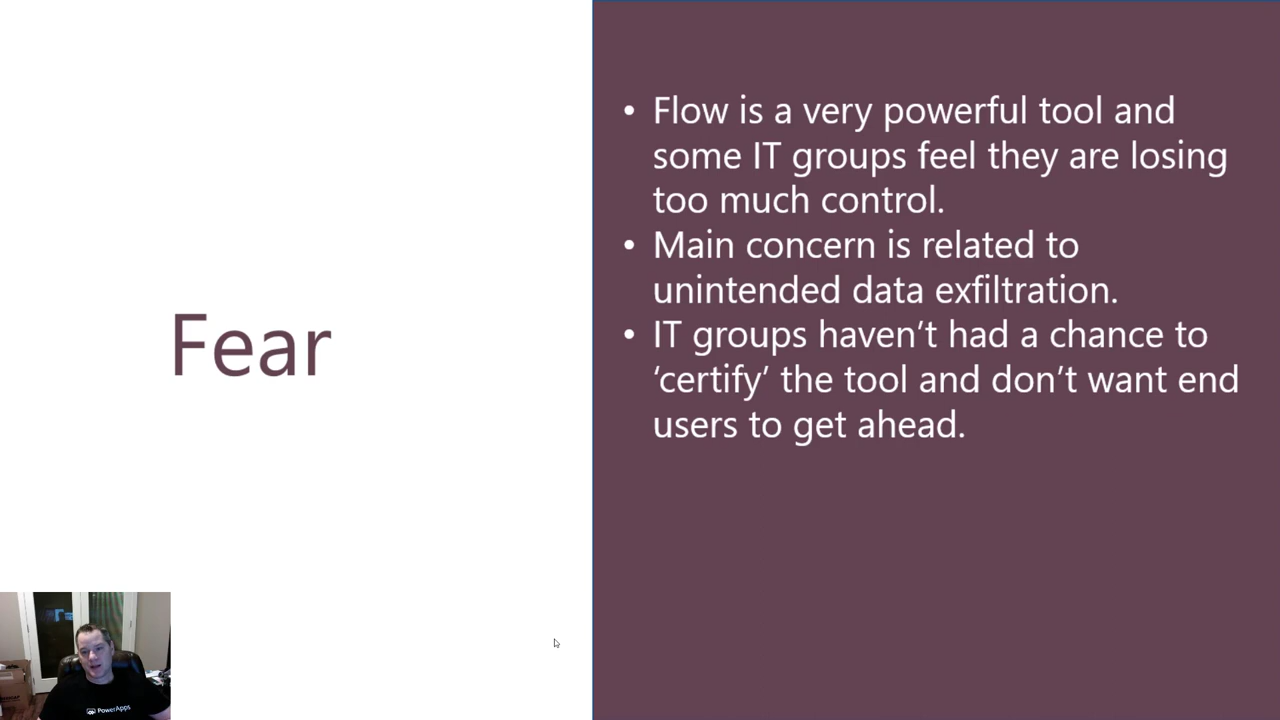 Fear
• Flow is a very powerful tool and
some IT groups feel they are losing
too much control.
• Main concern is related to
unintended data exfiltration.
• IT groups haven’t had a chance to
‘certify’ the tool and don’t want end
users to get ahead.
PowerApps